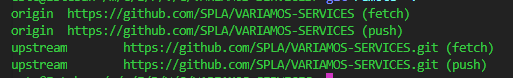 origin  https://github.com/SPLA/VARIAMOS-SERVICES (fetch)
origin  https://github.com/SPLA/VARIAMOS-SERVICES (push)
upstream        https://github.com/SPLA/VARIAMOS-SERVICES.git (fetch)
upstream        https://github.com/SPLA/VARIAMOS-SERVICES.git (push)